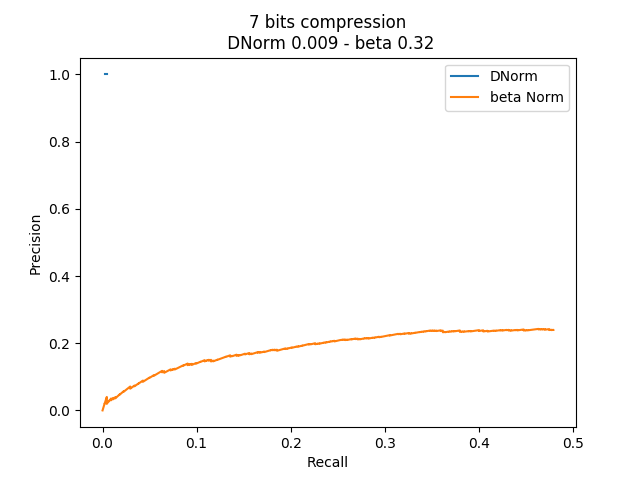 7 bits compression
DNorm 0.009 - beta 0.32
DNorm
beta Norm
1.0
0.8
0.6
0.4
0.2
0.0
Precision
0.0 0.1 0.2 0.3 0.4 0.5
Recall